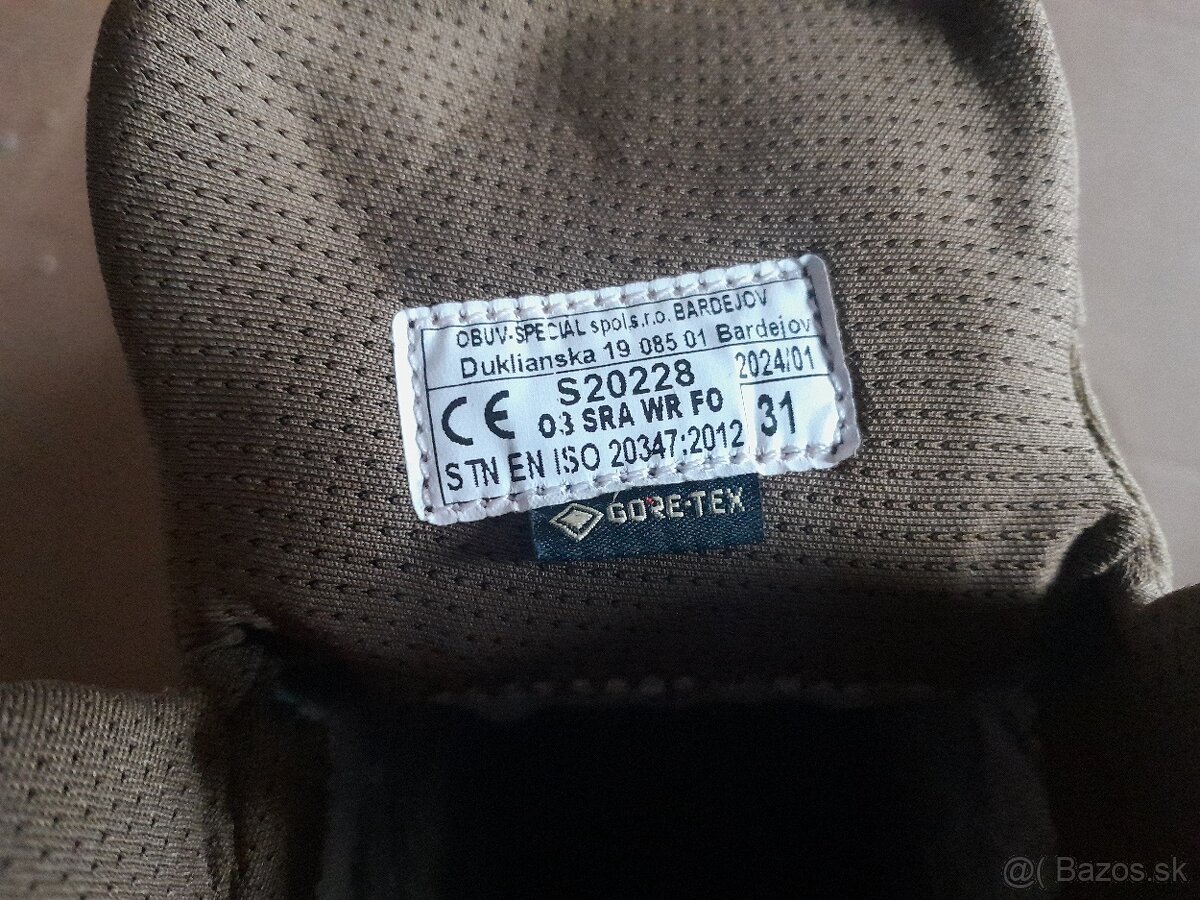 OBUV-SPECIAL spol.s.r.o. BARDEJOV
Duklianska 19 085 01 Bardejov
CE S20228 2024/01
O3 SRA WR FO 31
STN EN ISO 20347:2012
GORE-TEX
@( Bazos.sk